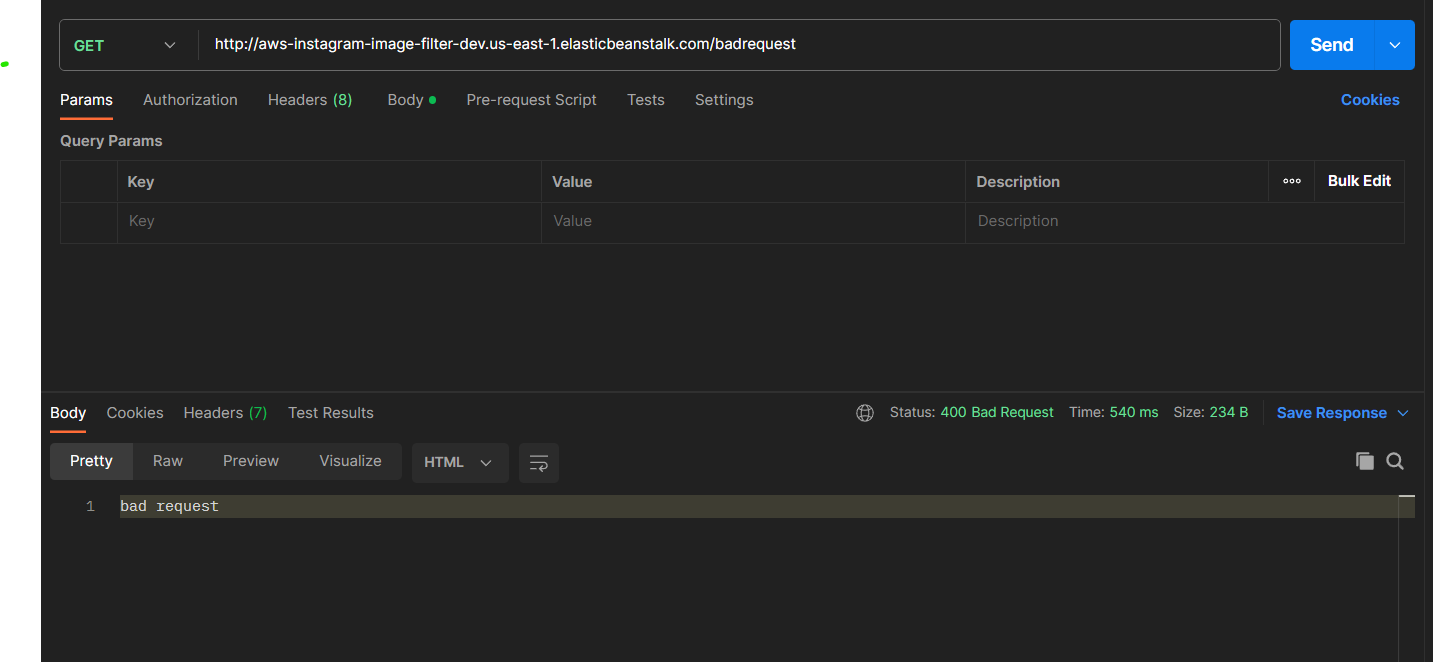 GET http://aws-instagram-image-filter-dev.us-east-1.elasticbeanstalk.com/badrequest Send
Params Authorization Headers (8) Body Pre-request Script Tests Settings Cookies
Query Params
Key Value Description ooo Bulk Edit
Key Value Description
Body Cookies Headers (7) Test Results Status: 400 Bad Request Time: 540 ms Size: 234 B Save Response
Pretty Raw Preview Visualize HTML
1 bad request